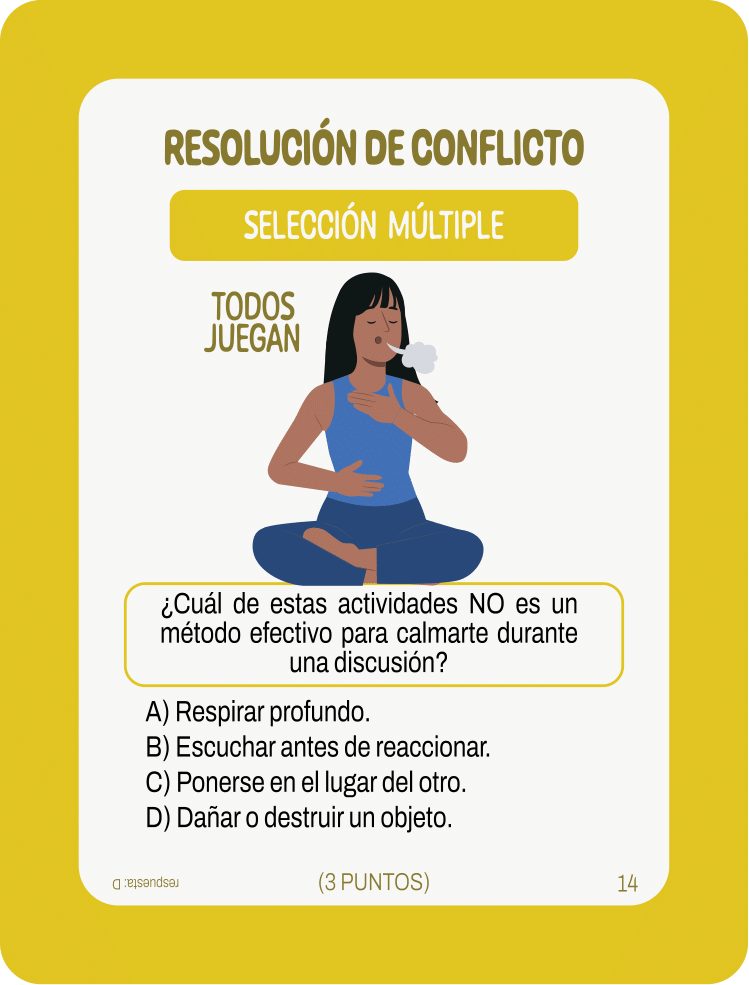 RESOLUCIÓN DE CONFLICTO
SELECCIÓN MÚLTIPLE
TODOS
JUEGAN
¿Cuál de estas actividades NO es un
método efectivo para calmarte durante
una discusión?
A) Respirar profundo.
B) Escuchar antes de reaccionar.
C) Ponerse en el lugar del otro.
D) Dañar o destruir un objeto.
respuesta: D
(3 PUNTOS)
14